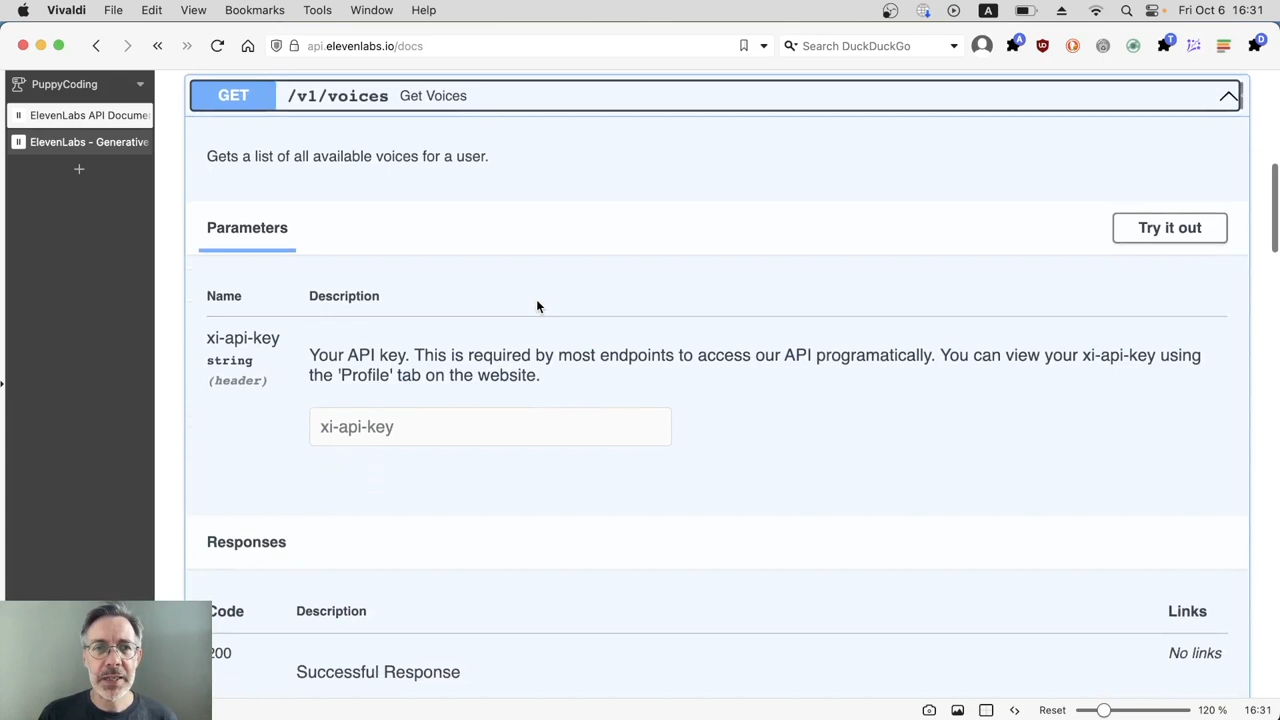 Vivaldi File Edit View Bookmarks Tools Window Help A Fri Oct 6 16:31
api.elevenlabs.io/docs Search DuckDuckGo
PuppyCoding
ElevenLabs API Docume
ElevenLabs - Generative
GET /v1/voices Get Voices
Gets a list of all available voices for a user.
Parameters Try it out
Name Description
xi-api-key
string
(header)
Your API key. This is required by most endpoints to access our API programatically. You can view your xi-api-key using
the 'Profile' tab on the website.
xi-api-key
Responses
Code Description Links
200 No links
Successful Response
Reset 120 % 16:31